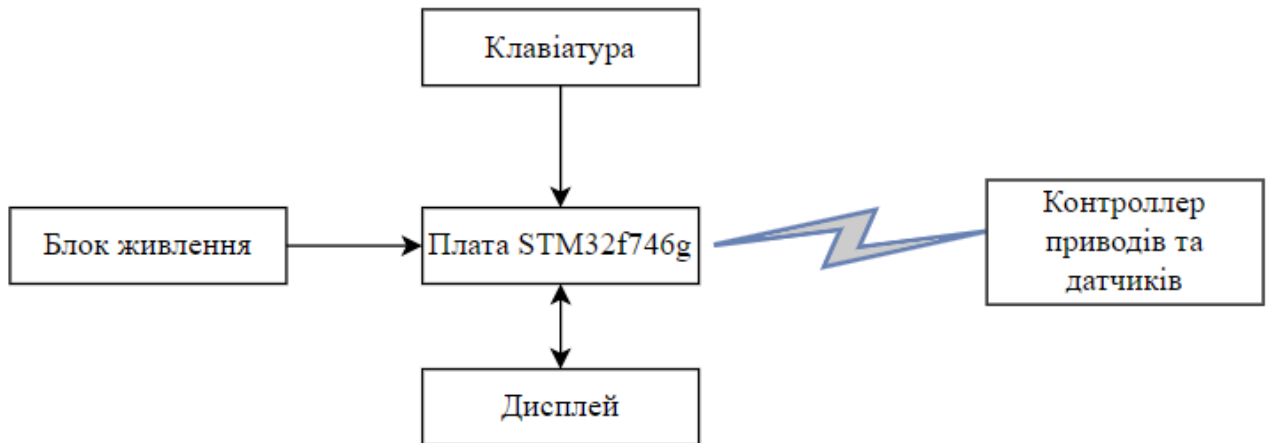 Клавіатура
Блок живлення
Плата STM32f746g
Контроллер
приводів та
датчиків
Дисплей